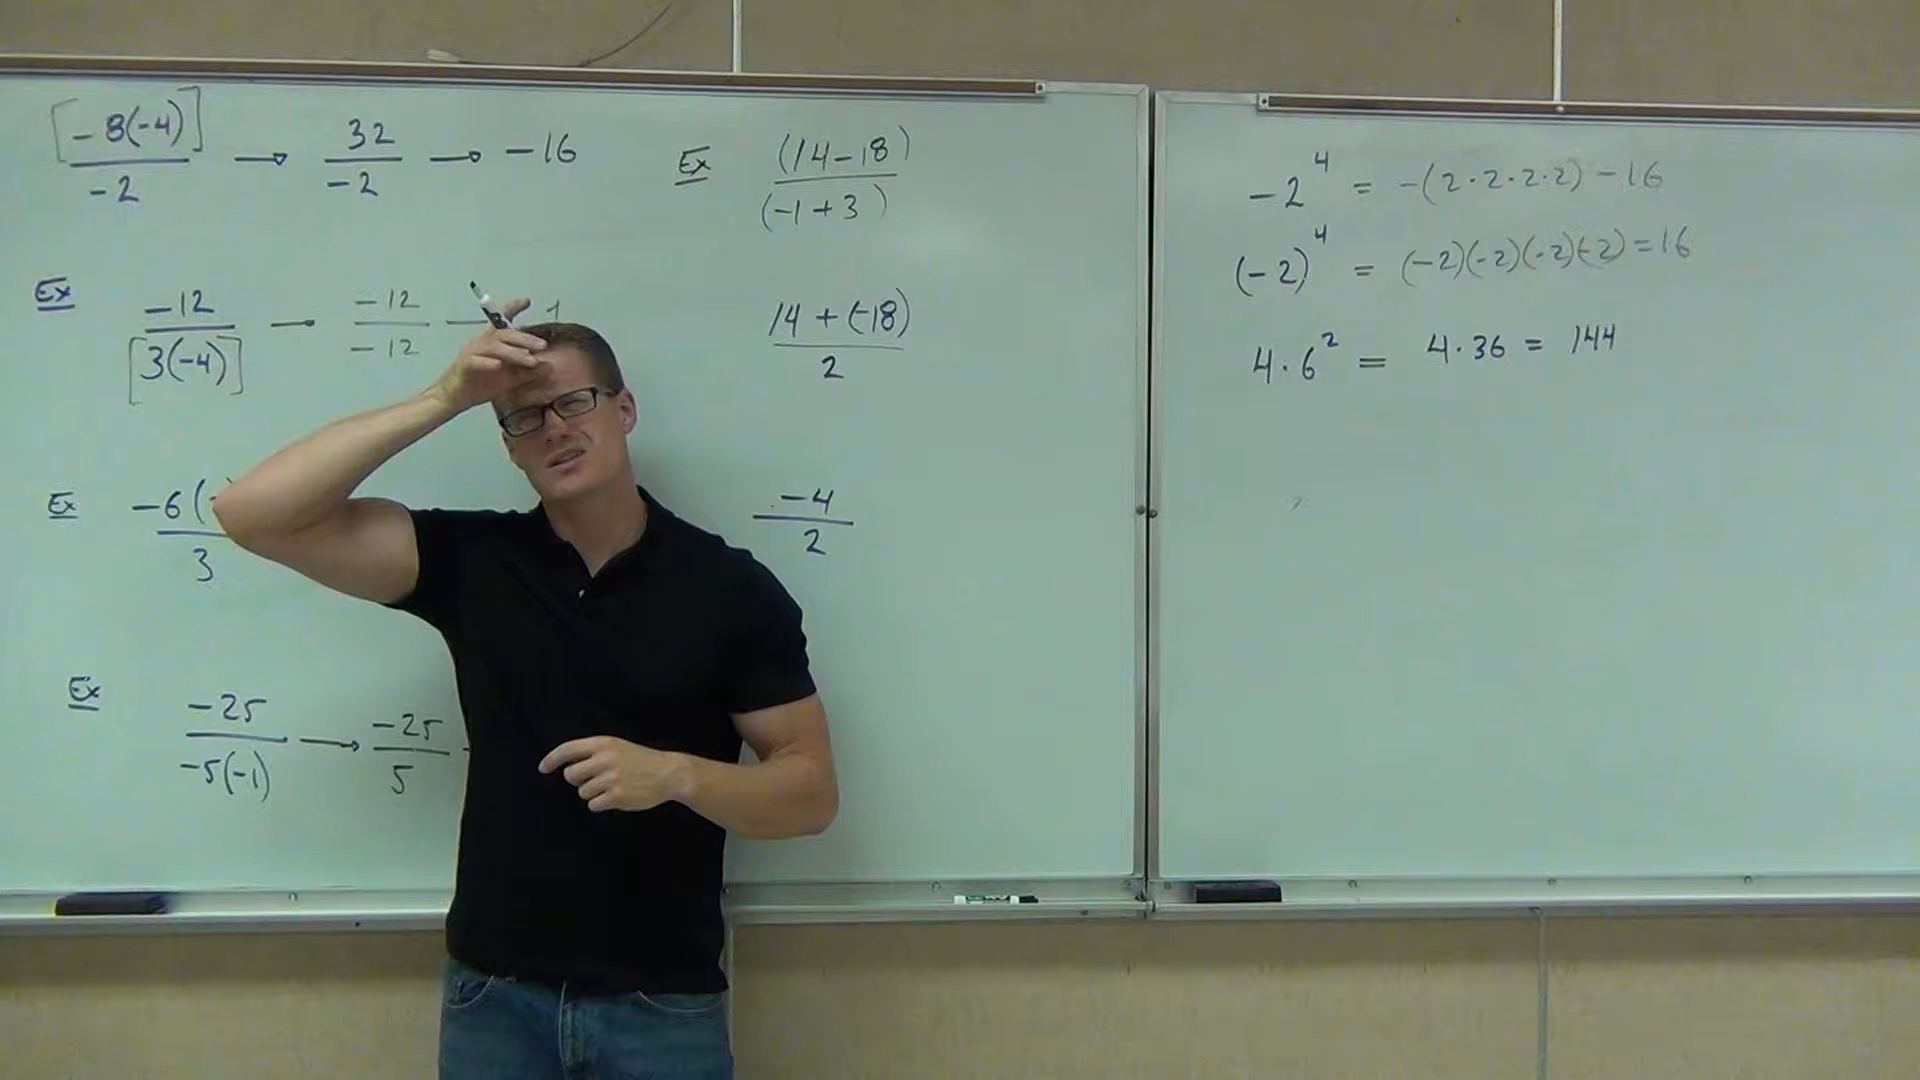 [-8(-4)]/-2 → 32/-2 → -16
Ex -12/[3(-4)] → -12/-12 → 1
Ex -6(
3
Ex -25/-5(-1) → -25/5
Ex (14-18)/(-1+3)
14+(-18)/2
-4/2
-2⁴ = -(2·2·2·2) -16
(-2)⁴ = (-2)(-2)(-2)(-2)=16
4·6² = 4·36 = 144